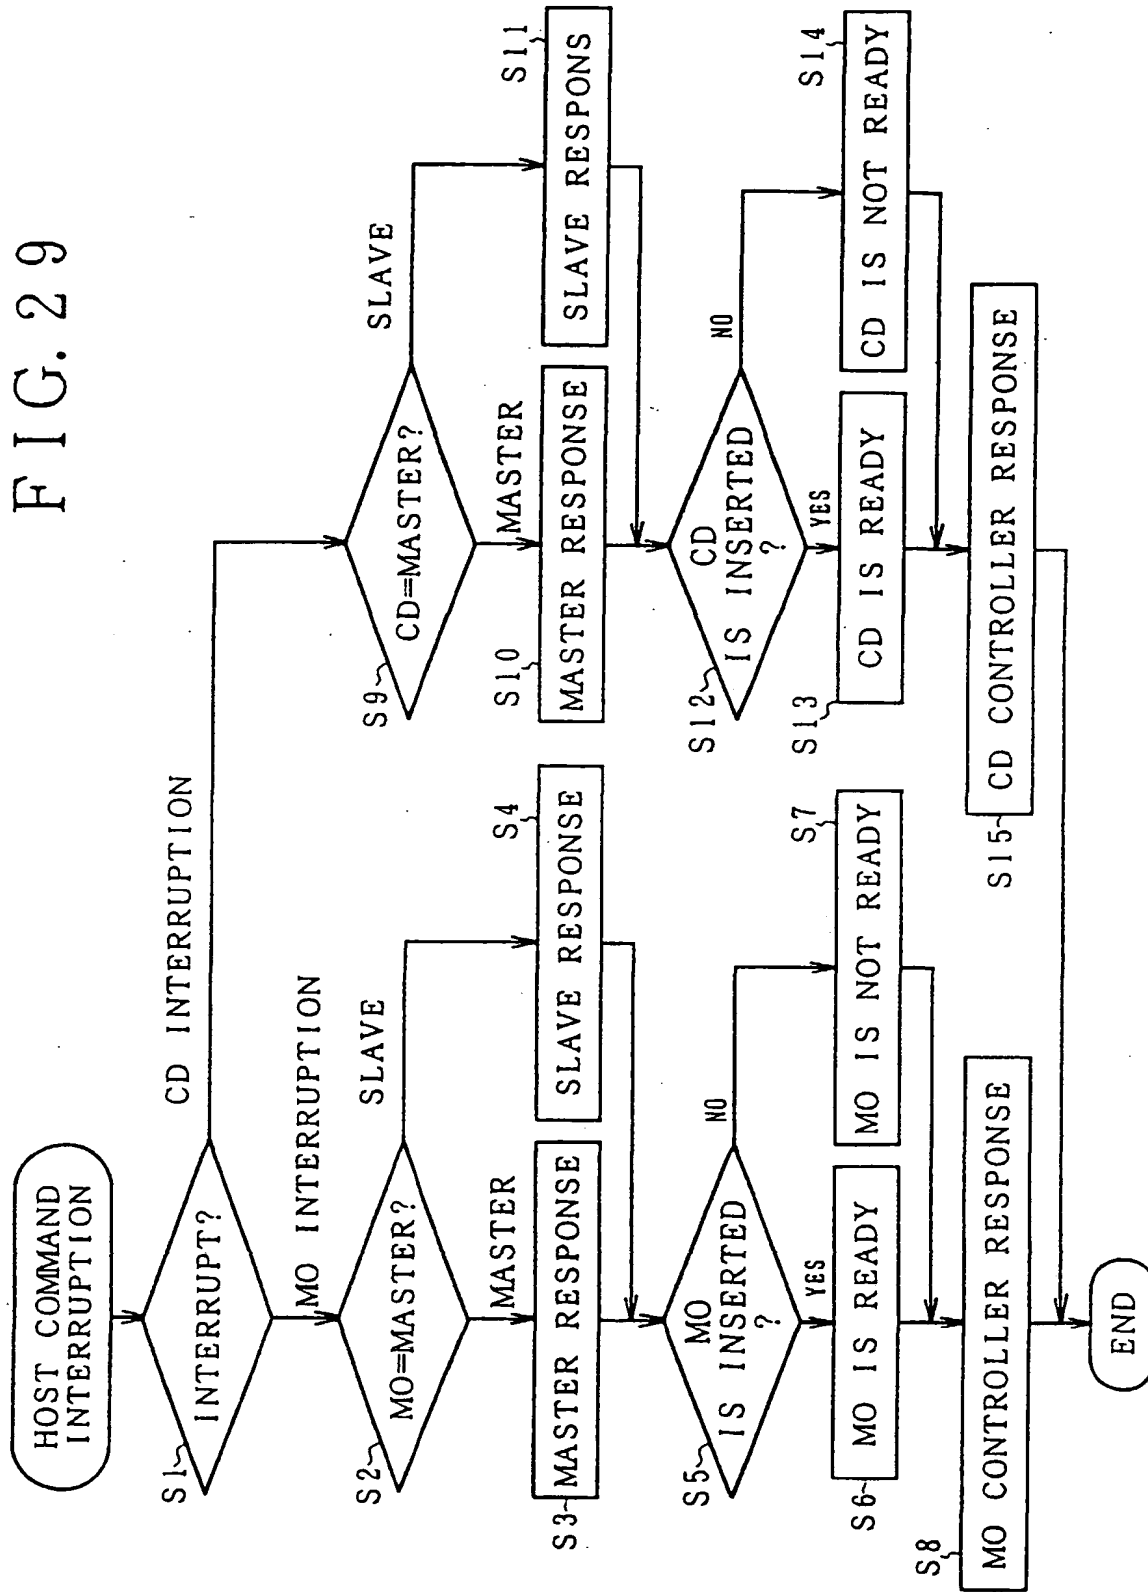 FIG. 29
HOST COMMAND
INTERRUPTION
S1
INTERRUPT?
CD INTERRUPTION
MO INTERRUPTION
S2
MO=MASTER?
SLAVE
MASTER
S3
MASTER RESPONSE
S4
SLAVE RESPONSE
S5
MO
IS INSERTED
?
NO
YES
S6
MO IS READY
S7
MO IS NOT READY
S8
MO CONTROLLER RESPONSE
S9
CD=MASTER?
SLAVE
MASTER
S10
MASTER RESPONSE
S11
SLAVE RESPONS
S12
CD
IS INSERTED
?
NO
YES
S13
CD IS READY
S14
CD IS NOT READY
S15
CD CONTROLLER RESPONSE
END